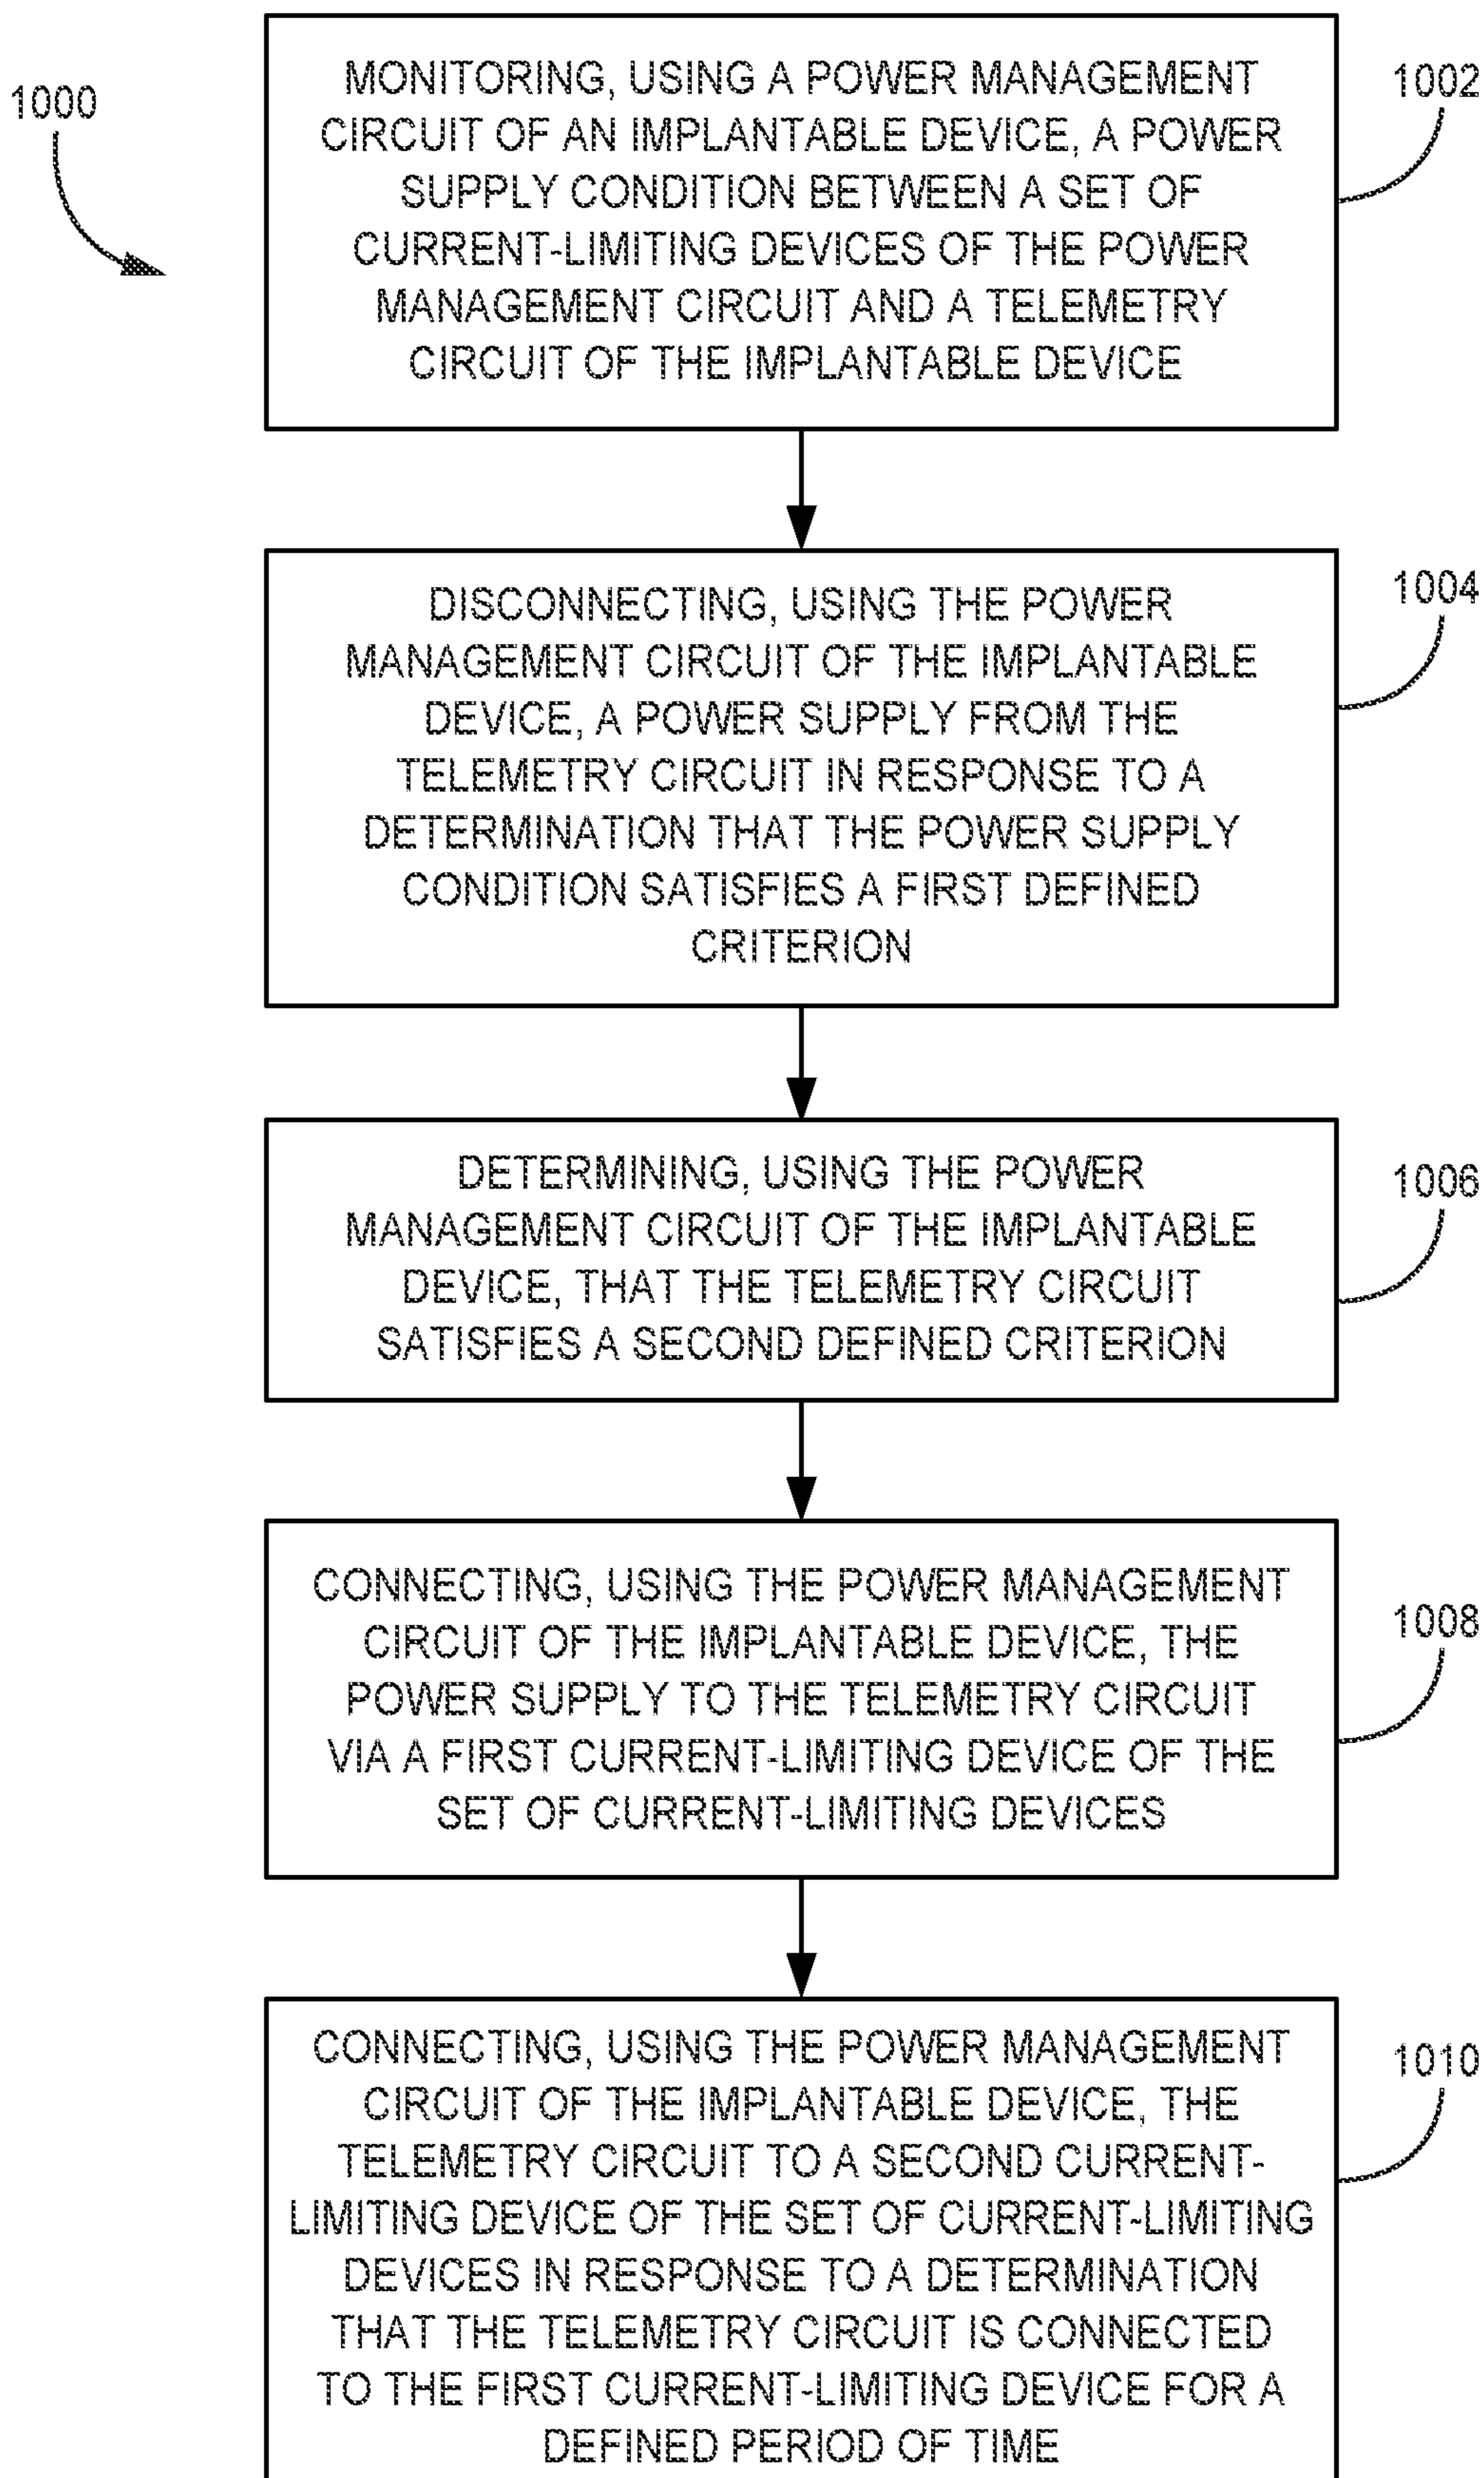 1000
MONITORING, USING A POWER MANAGEMENT
CIRCUIT OF AN IMPLANTABLE DEVICE, A POWER
SUPPLY CONDITION BETWEEN A SET OF
CURRENT-LIMITING DEVICES OF THE POWER
MANAGEMENT CIRCUIT AND A TELEMETRY
CIRCUIT OF THE IMPLANTABLE DEVICE
1002
DISCONNECTING, USING THE POWER
MANAGEMENT CIRCUIT OF THE IMPLANTABLE
DEVICE, A POWER SUPPLY FROM THE
TELEMETRY CIRCUIT IN RESPONSE TO A
DETERMINATION THAT THE POWER SUPPLY
CONDITION SATISFIES A FIRST DEFINED
CRITERION
1004
DETERMINING, USING THE POWER
MANAGEMENT CIRCUIT OF THE IMPLANTABLE
DEVICE, THAT THE TELEMETRY CIRCUIT
SATISFIES A SECOND DEFINED CRITERION
1006
CONNECTING, USING THE POWER MANAGEMENT
CIRCUIT OF THE IMPLANTABLE DEVICE, THE
POWER SUPPLY TO THE TELEMETRY CIRCUIT
VIA A FIRST CURRENT-LIMITING DEVICE OF THE
SET OF CURRENT-LIMITING DEVICES
1008
CONNECTING, USING THE POWER MANAGEMENT
CIRCUIT OF THE IMPLANTABLE DEVICE, THE
TELEMETRY CIRCUIT TO A SECOND CURRENT-
LIMITING DEVICE OF THE SET OF CURRENT-LIMITING
DEVICES IN RESPONSE TO A DETERMINATION
THAT THE TELEMETRY CIRCUIT IS CONNECTED
TO THE FIRST CURRENT-LIMITING DEVICE FOR A
DEFINED PERIOD OF TIME
1010